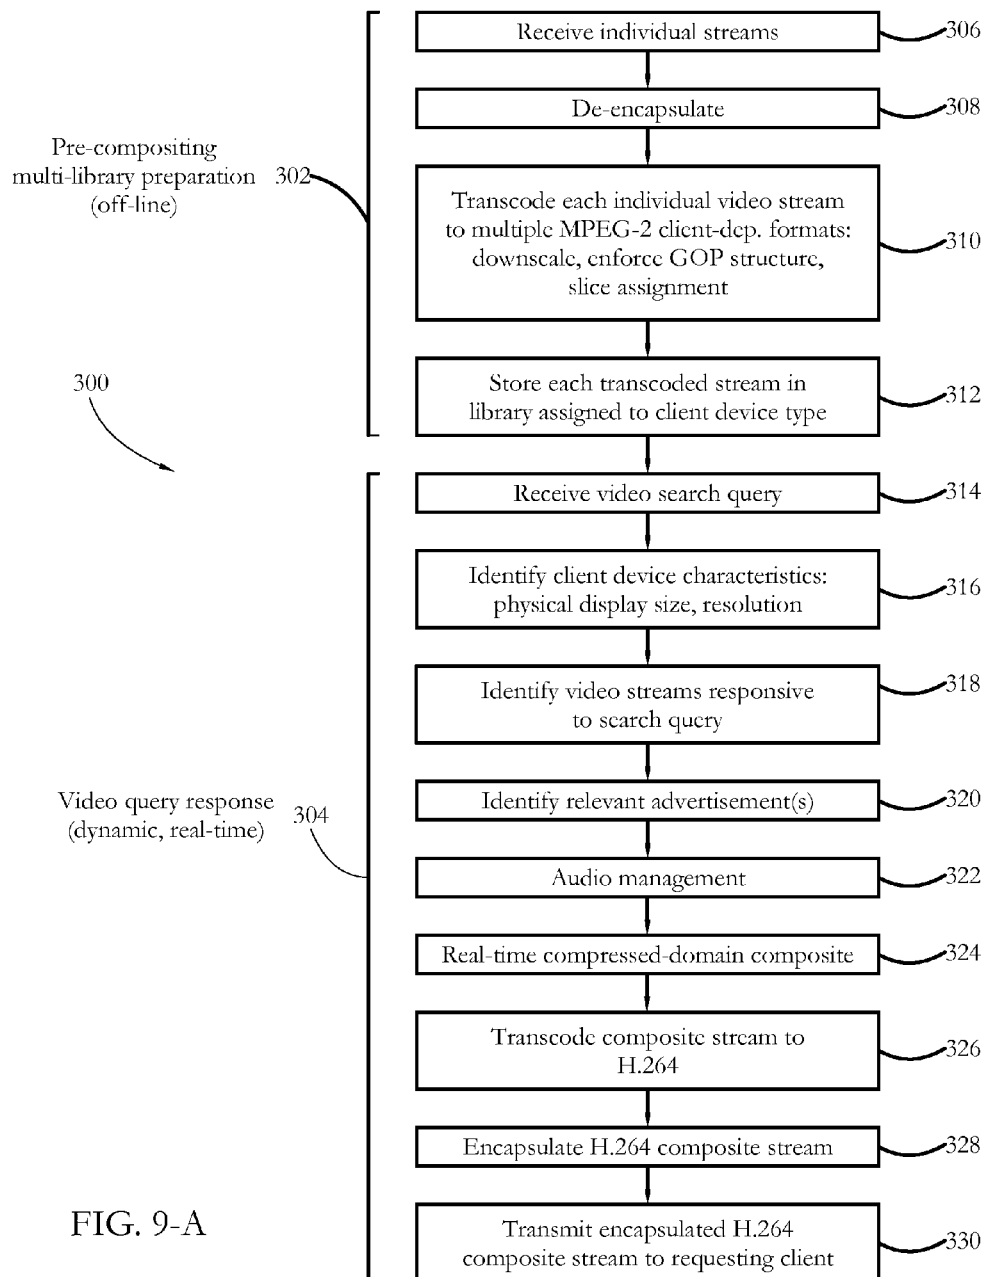 Receive individual streams
306
De-encapsulate
308
Pre-compositing
multi-library preparation
(off-line)
302
Transcode each individual video stream
to multiple MPEG-2 client-dep. formats:
downscale, enforce GOP structure,
slice assignment
310
Store each transcoded stream in
library assigned to client device type
312
300
Receive video search query
314
Identify client device characteristics:
physical display size, resolution
316
Identify video streams responsive
to search query
318
Video query response
(dynamic, real-time)
304
Identify relevant advertisement(s)
320
Audio management
322
Real-time compressed-domain composite
324
Transcode composite stream to
H.264
326
Encapsulate H.264 composite stream
328
Transmit encapsulated H.264
composite stream to requesting client
330
FIG. 9-A